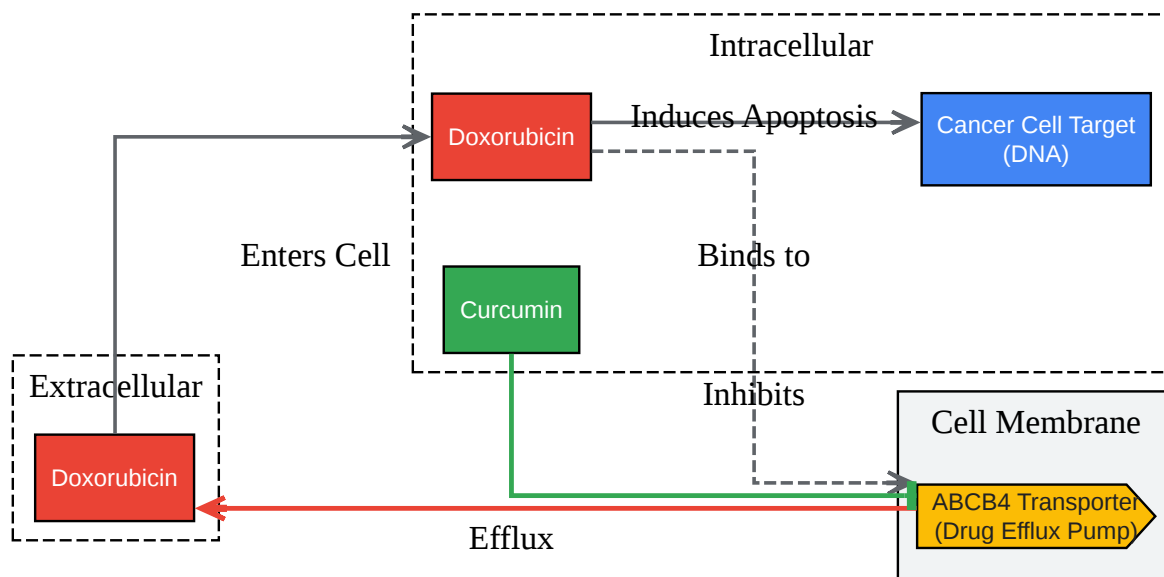 Intracellular
Doxorubicin
Induces Apoptosis
Cancer Cell Target
(DNA)
Enters Cell
Binds to
Curcumin
Extracellular
Inhibits
Cell Membrane
Doxorubicin
ABCB4 Transporter
(Drug Efflux Pump)
Efflux